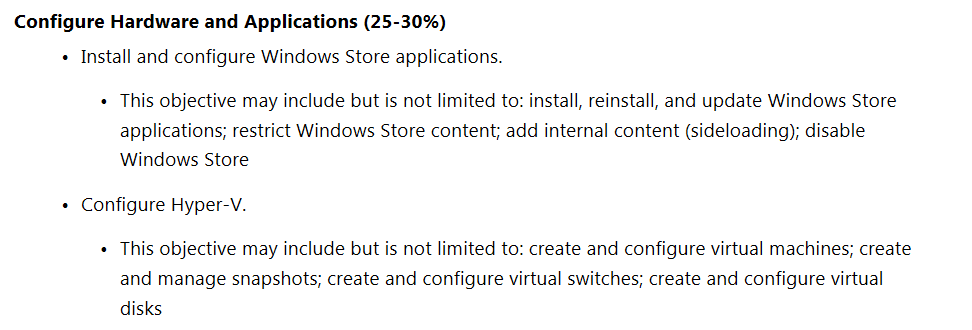 Configure Hardware and Applications (25-30%)
• Install and configure Windows Store applications.
• This objective may include but is not limited to: install, reinstall, and update Windows Store
applications; restrict Windows Store content; add internal content (sideloading); disable
Windows Store
• Configure Hyper-V.
• This objective may include but is not limited to: create and configure virtual machines; create
and manage snapshots; create and configure virtual switches; create and configure virtual
disks